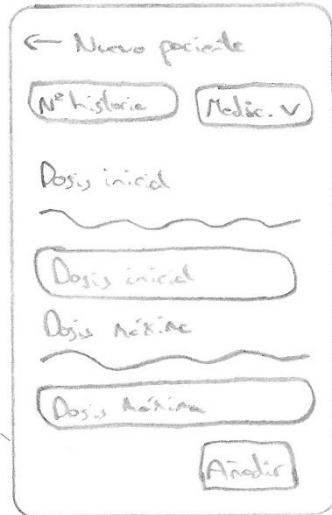 ← Nuevo paciente
Nº historia
Medic. V
Dosis inicial
Dosis inicial
Dosis máxima
Dosis máxima
Añadir